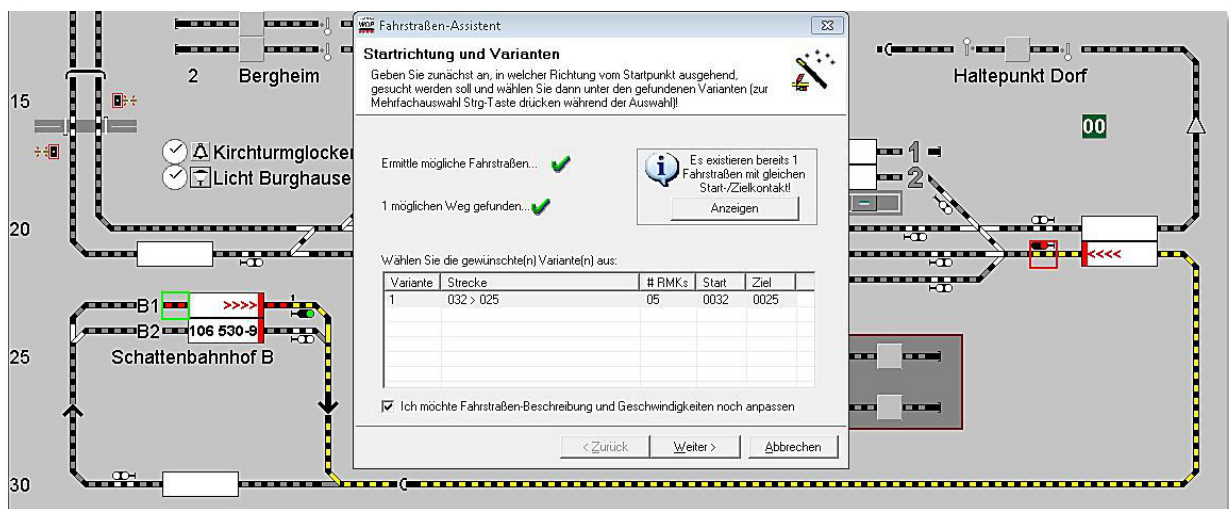 WDP Fahrstraßen-Assistent
Startrichtung und Varianten
Geben Sie zunächst an, in welcher Richtung vom Startpunkt ausgehend,
gesucht werden soll und wählen Sie dann unter den gefundenen Varianten (zur
Mehrfachauswahl Strg-Taste drücken während der Auswahl)!
Ermittle mögliche Fahrstraßen...
1 möglichen Weg gefunden...
Es existieren bereits 1
Fahrstraßen mit gleichen
Start-/Zielkontakt!
Anzeigen
Wählen Sie die gewünschte(n) Variante(n) aus:
Variante Strecke # RMKs Start Ziel
1 032 > 025 05 0032 0025
Ich möchte Fahrstraßen-Beschreibung und Geschwindigkeiten noch anpassen
< Zurück Weiter > Abbrechen
2 Bergheim
Haltepunkt Dorf
15
00
Kirchturmglocke
Licht Burghause
1
2
20
<<<<
B1 >>>> 1
B2 106 530-9
25 Schattenbahnhof B
30